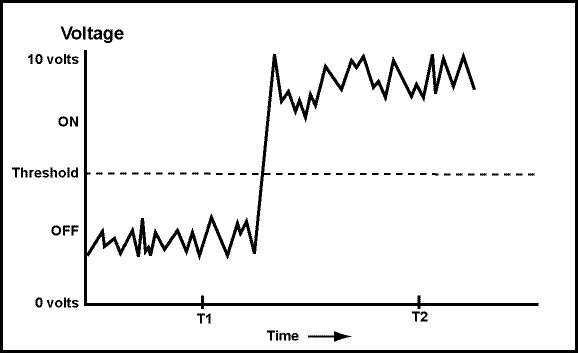 Voltage
10 volts
ON
Threshold
OFF
0 volts
T1
T2
Time